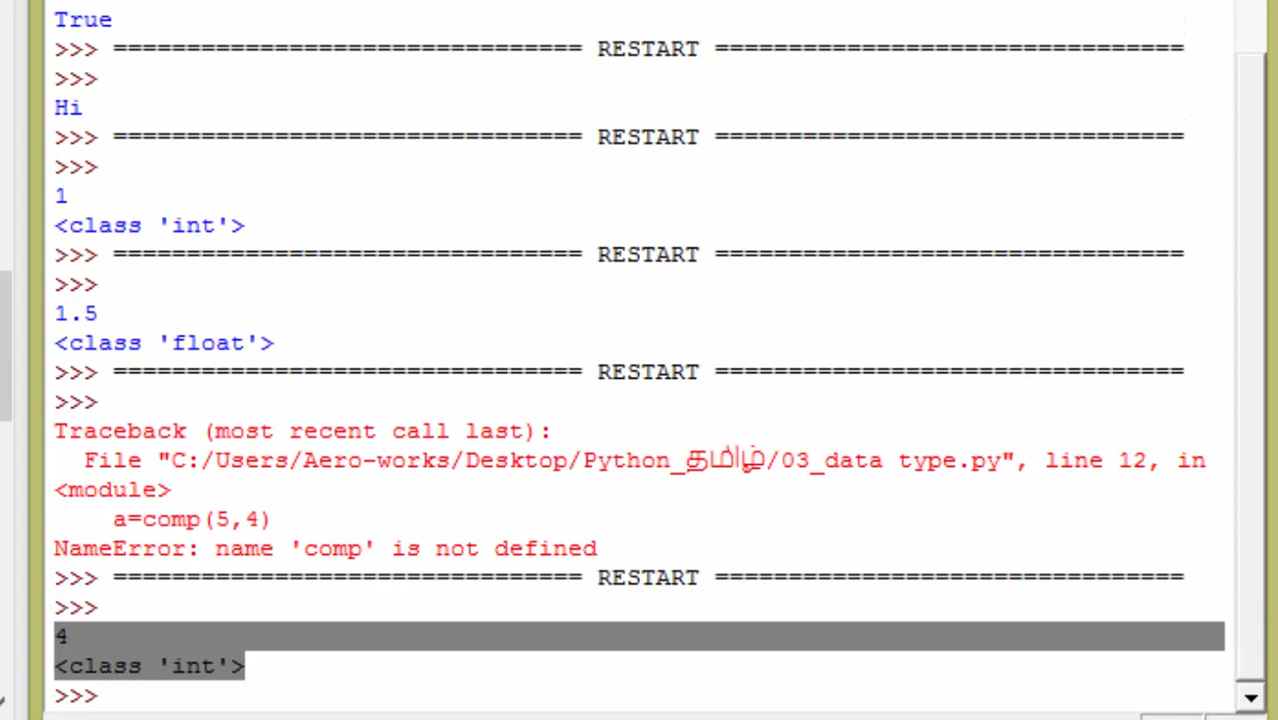 True
>>> ================================ RESTART ================================
>>>
Hi
>>> ================================ RESTART ================================
>>>
1
<class 'int'>
>>> ================================ RESTART ================================
>>>
1.5
<class 'float'>
>>> ================================ RESTART ================================
>>>
Traceback (most recent call last):
  File "C:/Users/Aero-works/Desktop/Python_தமிழ்/03_data type.py", line 12, in
<module>
    a=comp(5,4)
NameError: name 'comp' is not defined
>>> ================================ RESTART ================================
>>>
4
<class 'int'>
>>>